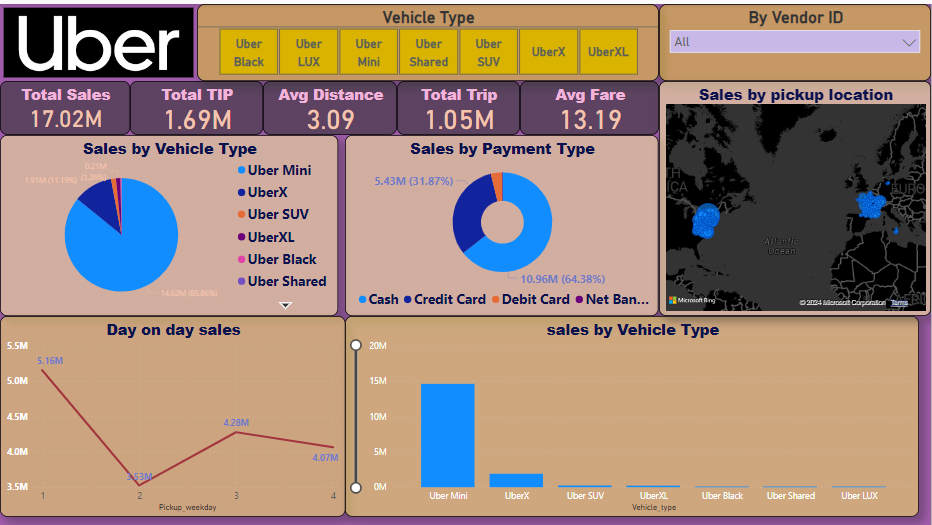 Uber
Vehicle Type
Uber Black
Uber LUX
Uber Mini
Uber Shared
Uber SUV
UberX
UberXL
By Vendor ID
All
Total Sales
17.02M
Total TIP
1.69M
Avg Distance
3.09
Total Trip
1.05M
Avg Fare
13.19
Sales by pickup location
EURO
Atlantic
Ocean
Microsoft Bing
© 2024 Microsoft Corporation Terms
Sales by Vehicle Type
0.21M
1.91M (11.19%)
14.62M (85.86%)
Uber Mini
UberX
Uber SUV
UberXL
Uber Black
Uber Shared
Sales by Payment Type
5.43M (31.87%)
10.96M (64.38%)
Cash
Credit Card
Debit Card
Net Ban...
Day on day sales
5.5M
5.0M
4.5M
4.0M
3.5M
5.16M
3.53M
4.28M
4.07M
1
2
3
4
Pickup_weekday
sales by Vehicle Type
20M
15M
10M
5M
0M
Uber Mini
UberX
Uber SUV
UberXL
Uber Black
Uber Shared
Uber LUX
Vehicle_type